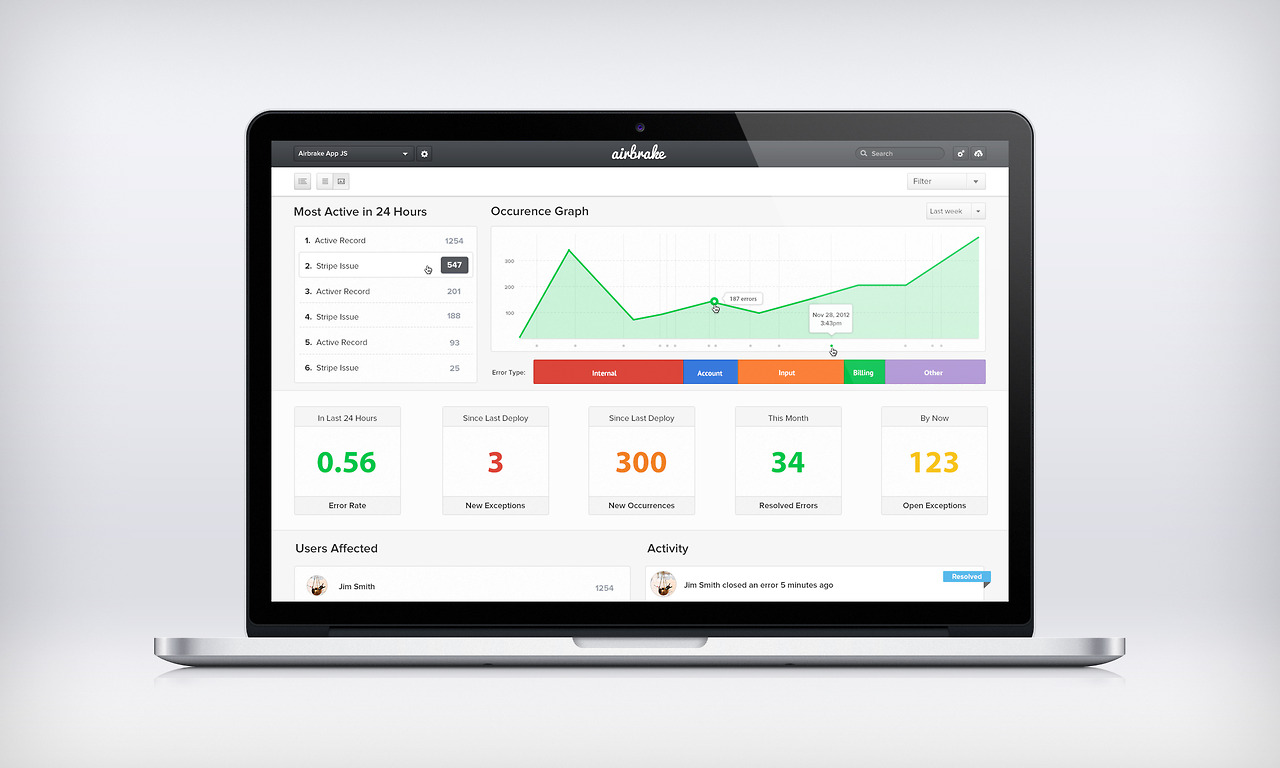 Airbrake App JS
airbrake
Search
Filter
Most Active in 24 Hours
1. Active Record 1254
2. Stripe Issue 547
3. Activer Record 201
4. Stripe Issue 188
5. Active Record 93
6. Stripe Issue 25
Occurence Graph
Last week
300
200
100
187 errors
Nov 28, 2012
3:43pm
Error Type: Internal Account Input Billing Other
In Last 24 Hours
0.56
Error Rate
Since Last Deploy
3
New Exceptions
Since Last Deploy
300
New Occurrences
This Month
34
Resolved Errors
By Now
123
Open Exceptions
Users Affected
Jim Smith 1254
Activity
Jim Smith closed an error 5 minutes ago
Resolved